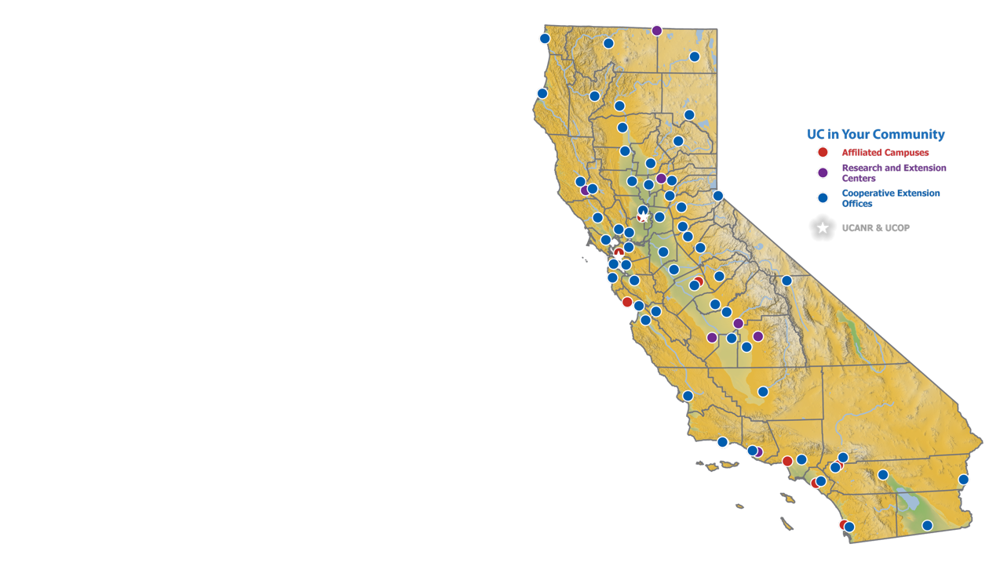 UC in Your Community
Affiliated Campuses
Research and Extension
Centers
Cooperative Extension
Offices
UCANR & UCOP